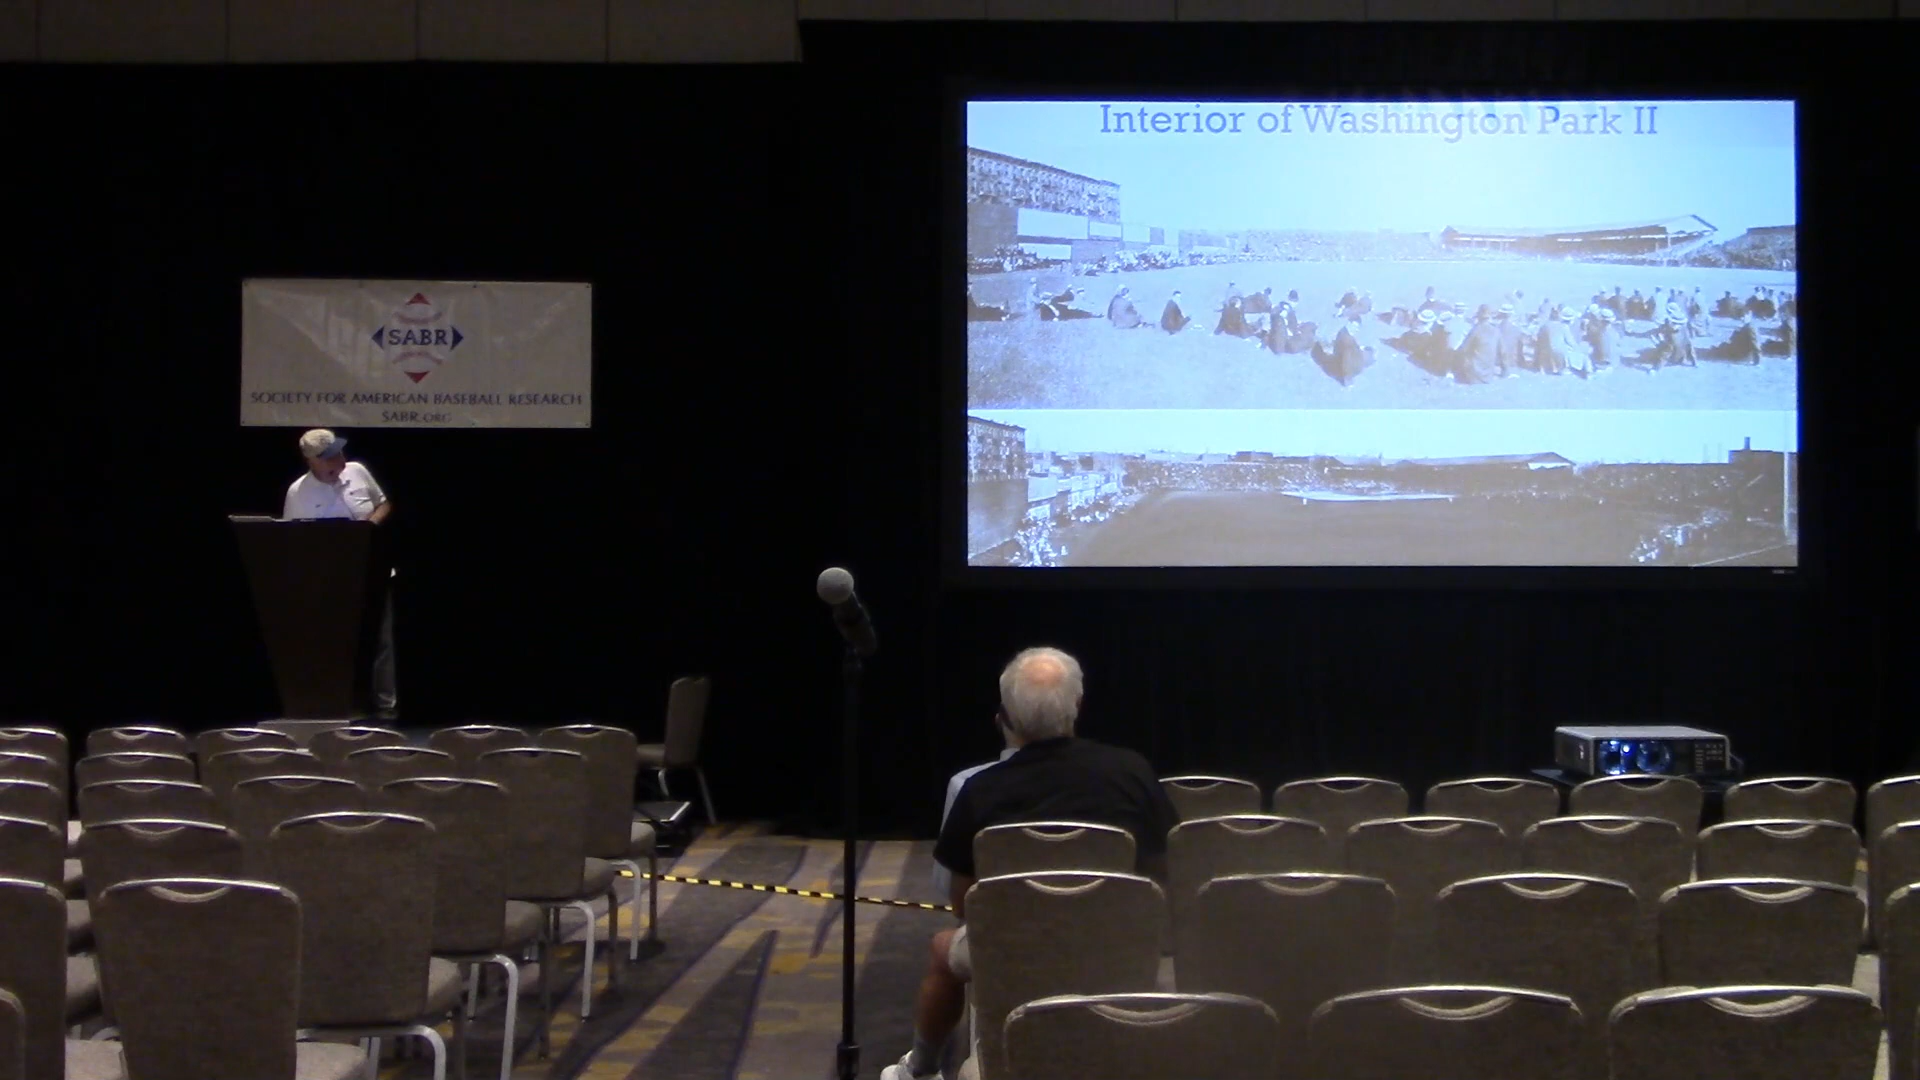 Interior of Washington Park II
SABR
SOCIETY FOR AMERICAN BASEBALL RESEARCH
SABR.ORG